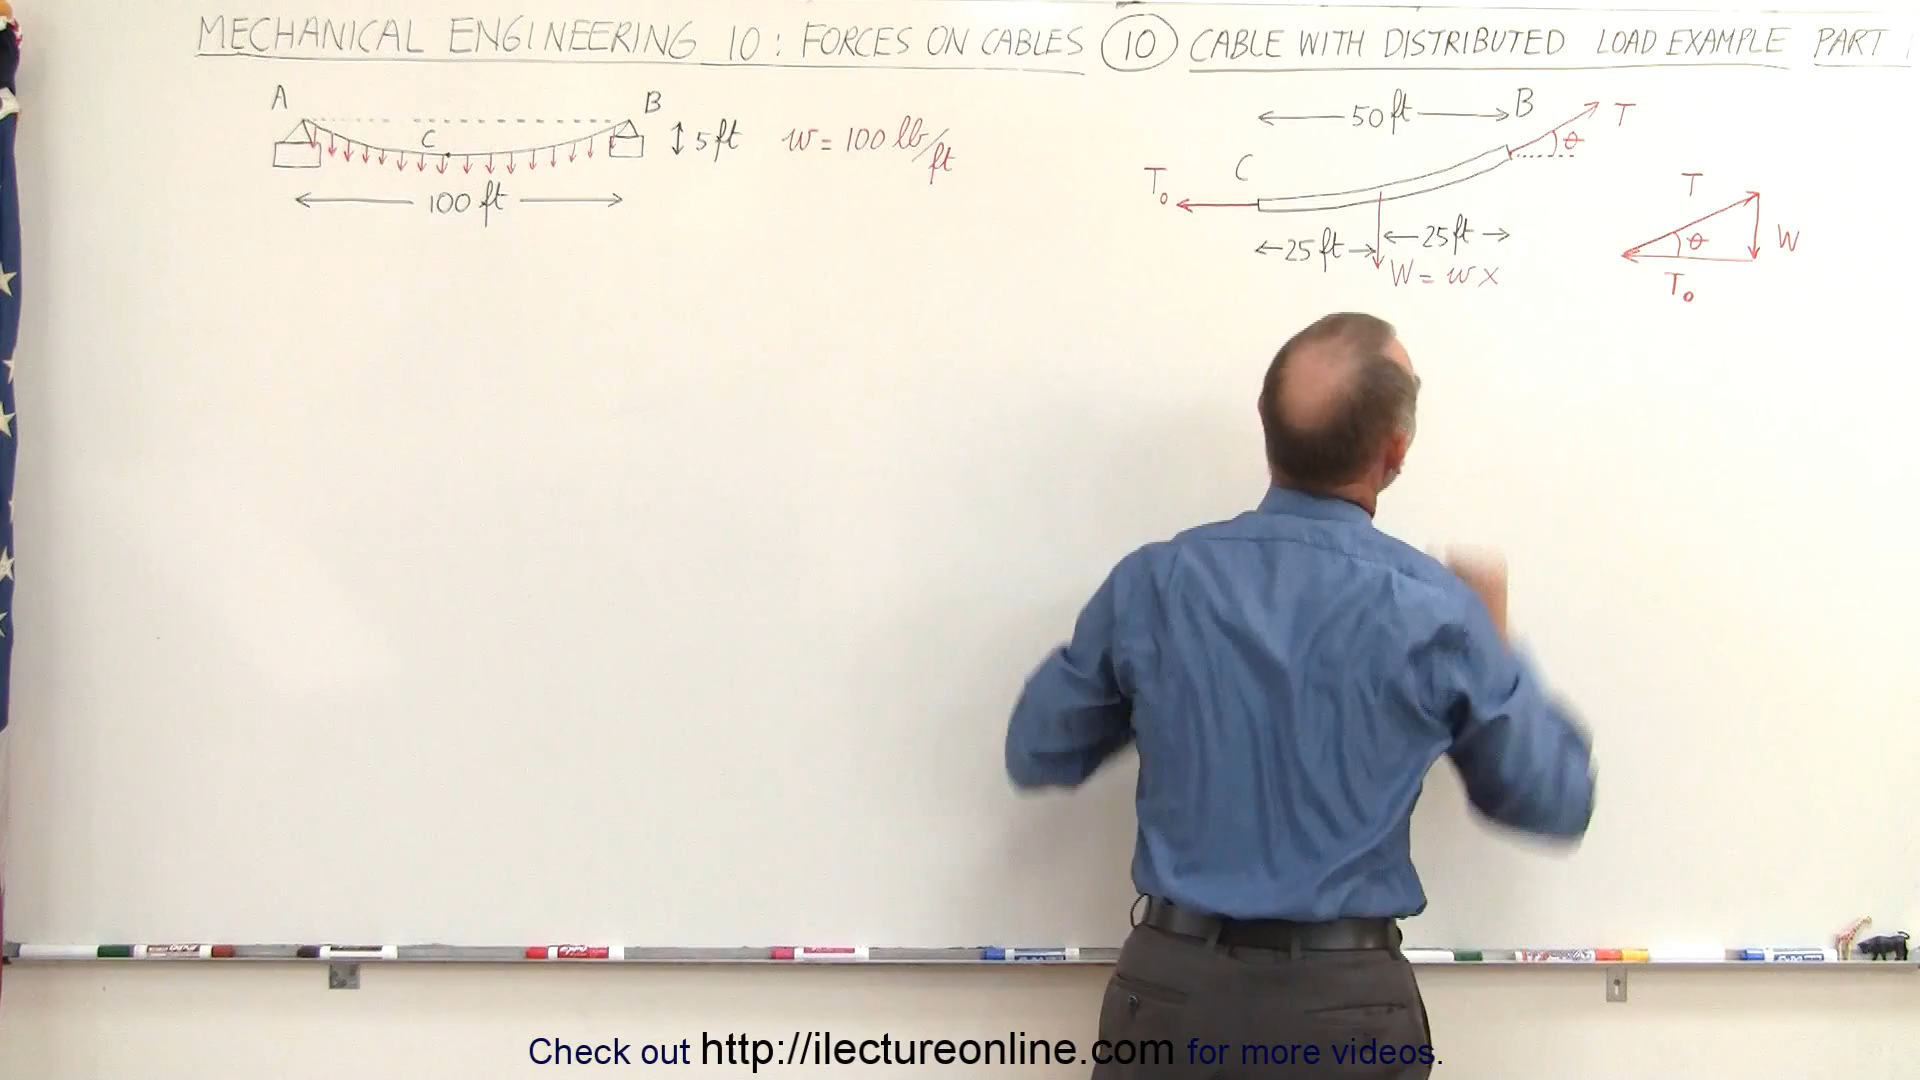 MECHANICAL ENGINEERING 10: FORCES ON CABLES 10 CABLE WITH DISTRIBUTED LOAD EXAMPLE PART
A
B
C
5 ft
w = 100 lb/ft
100 ft
50 ft
B
T
θ
C
T₀
25 ft
25 ft
W = w x
T
θ
W
T₀
Check out http://ilectureonline.com for more videos.